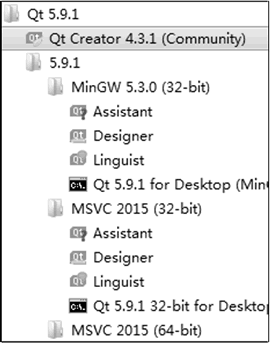 Qt 5.9.1
Qt Creator 4.3.1 (Community)
5.9.1
MinGW 5.3.0 (32-bit)
Assistant
Designer
Linguist
Qt 5.9.1 for Desktop (Min
MSVC 2015 (32-bit)
Assistant
Designer
Linguist
Qt 5.9.1 32-bit for Deskto
MSVC 2015 (64-bit)